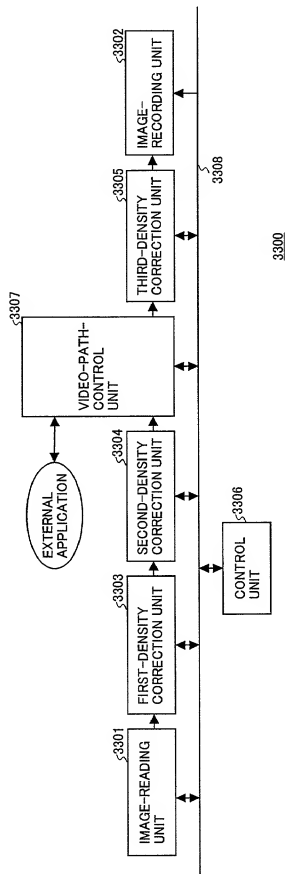 3301
IMAGE-READING
UNIT
3303
FIRST-DENSITY
CORRECTION UNIT
3304
SECOND-DENSITY
CORRECTION UNIT
EXTERNAL
APPLICATION
3307
VIDEO-PATH-
CONTROL
UNIT
3305
THIRD-DENSITY
CORRECTION UNIT
3302
IMAGE-
RECORDING UNIT
3308
3306
CONTROL
UNIT
3300